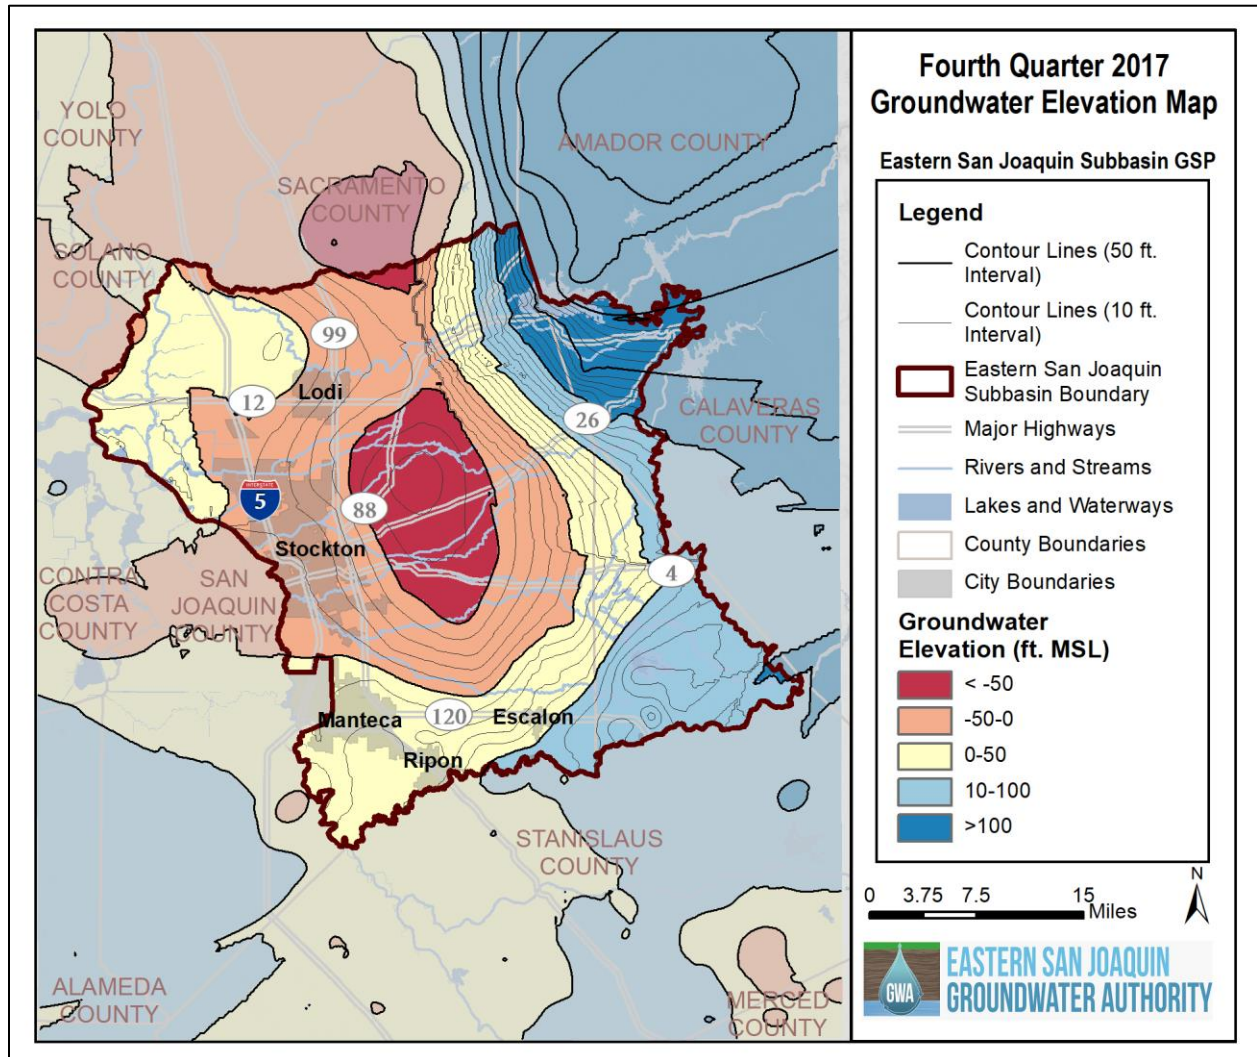 YOLO
COUNTY
AMADOR COUNTY
SACRAMENTO
COUNTY
SOLANO
COUNTY
99
Lodi
12
26
CALAVERAS
COUNTY
INTERSTATE
5
88
Stockton
4
CONTRA
COSTA
COUNTY
SAN
JOAQUIN
COUNTY
Manteca
120
Escalon
Ripon
STANISLAUS
COUNTY
ALAMEDA
COUNTY
MERCED
COUNTY
Fourth Quarter 2017
Groundwater Elevation Map
Eastern San Joaquin Subbasin GSP
Legend
Contour Lines (50 ft.
Interval)
Contour Lines (10 ft.
Interval)
Eastern San Joaquin
Subbasin Boundary
Major Highways
Rivers and Streams
Lakes and Waterways
County Boundaries
City Boundaries
Groundwater
Elevation (ft. MSL)
< -50
-50-0
0-50
10-100
>100
N
0 3.75 7.5 15
Miles
GWA
EASTERN SAN JOAQUIN
GROUNDWATER AUTHORITY